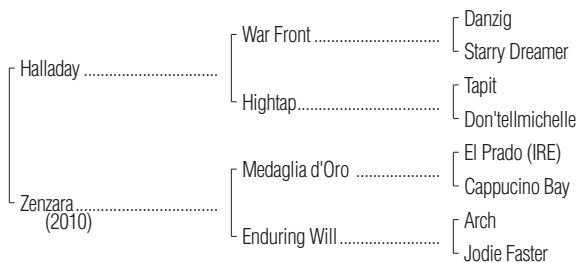 Danzig
War Front
Starry Dreamer
Halladay
Tapit
Hightap
Don'tellmichelle
El Prado (IRE)
Medaglia d'Oro
Cappucino Bay
Zenzara
(2010)
Arch
Enduring Will
Jodie Faster